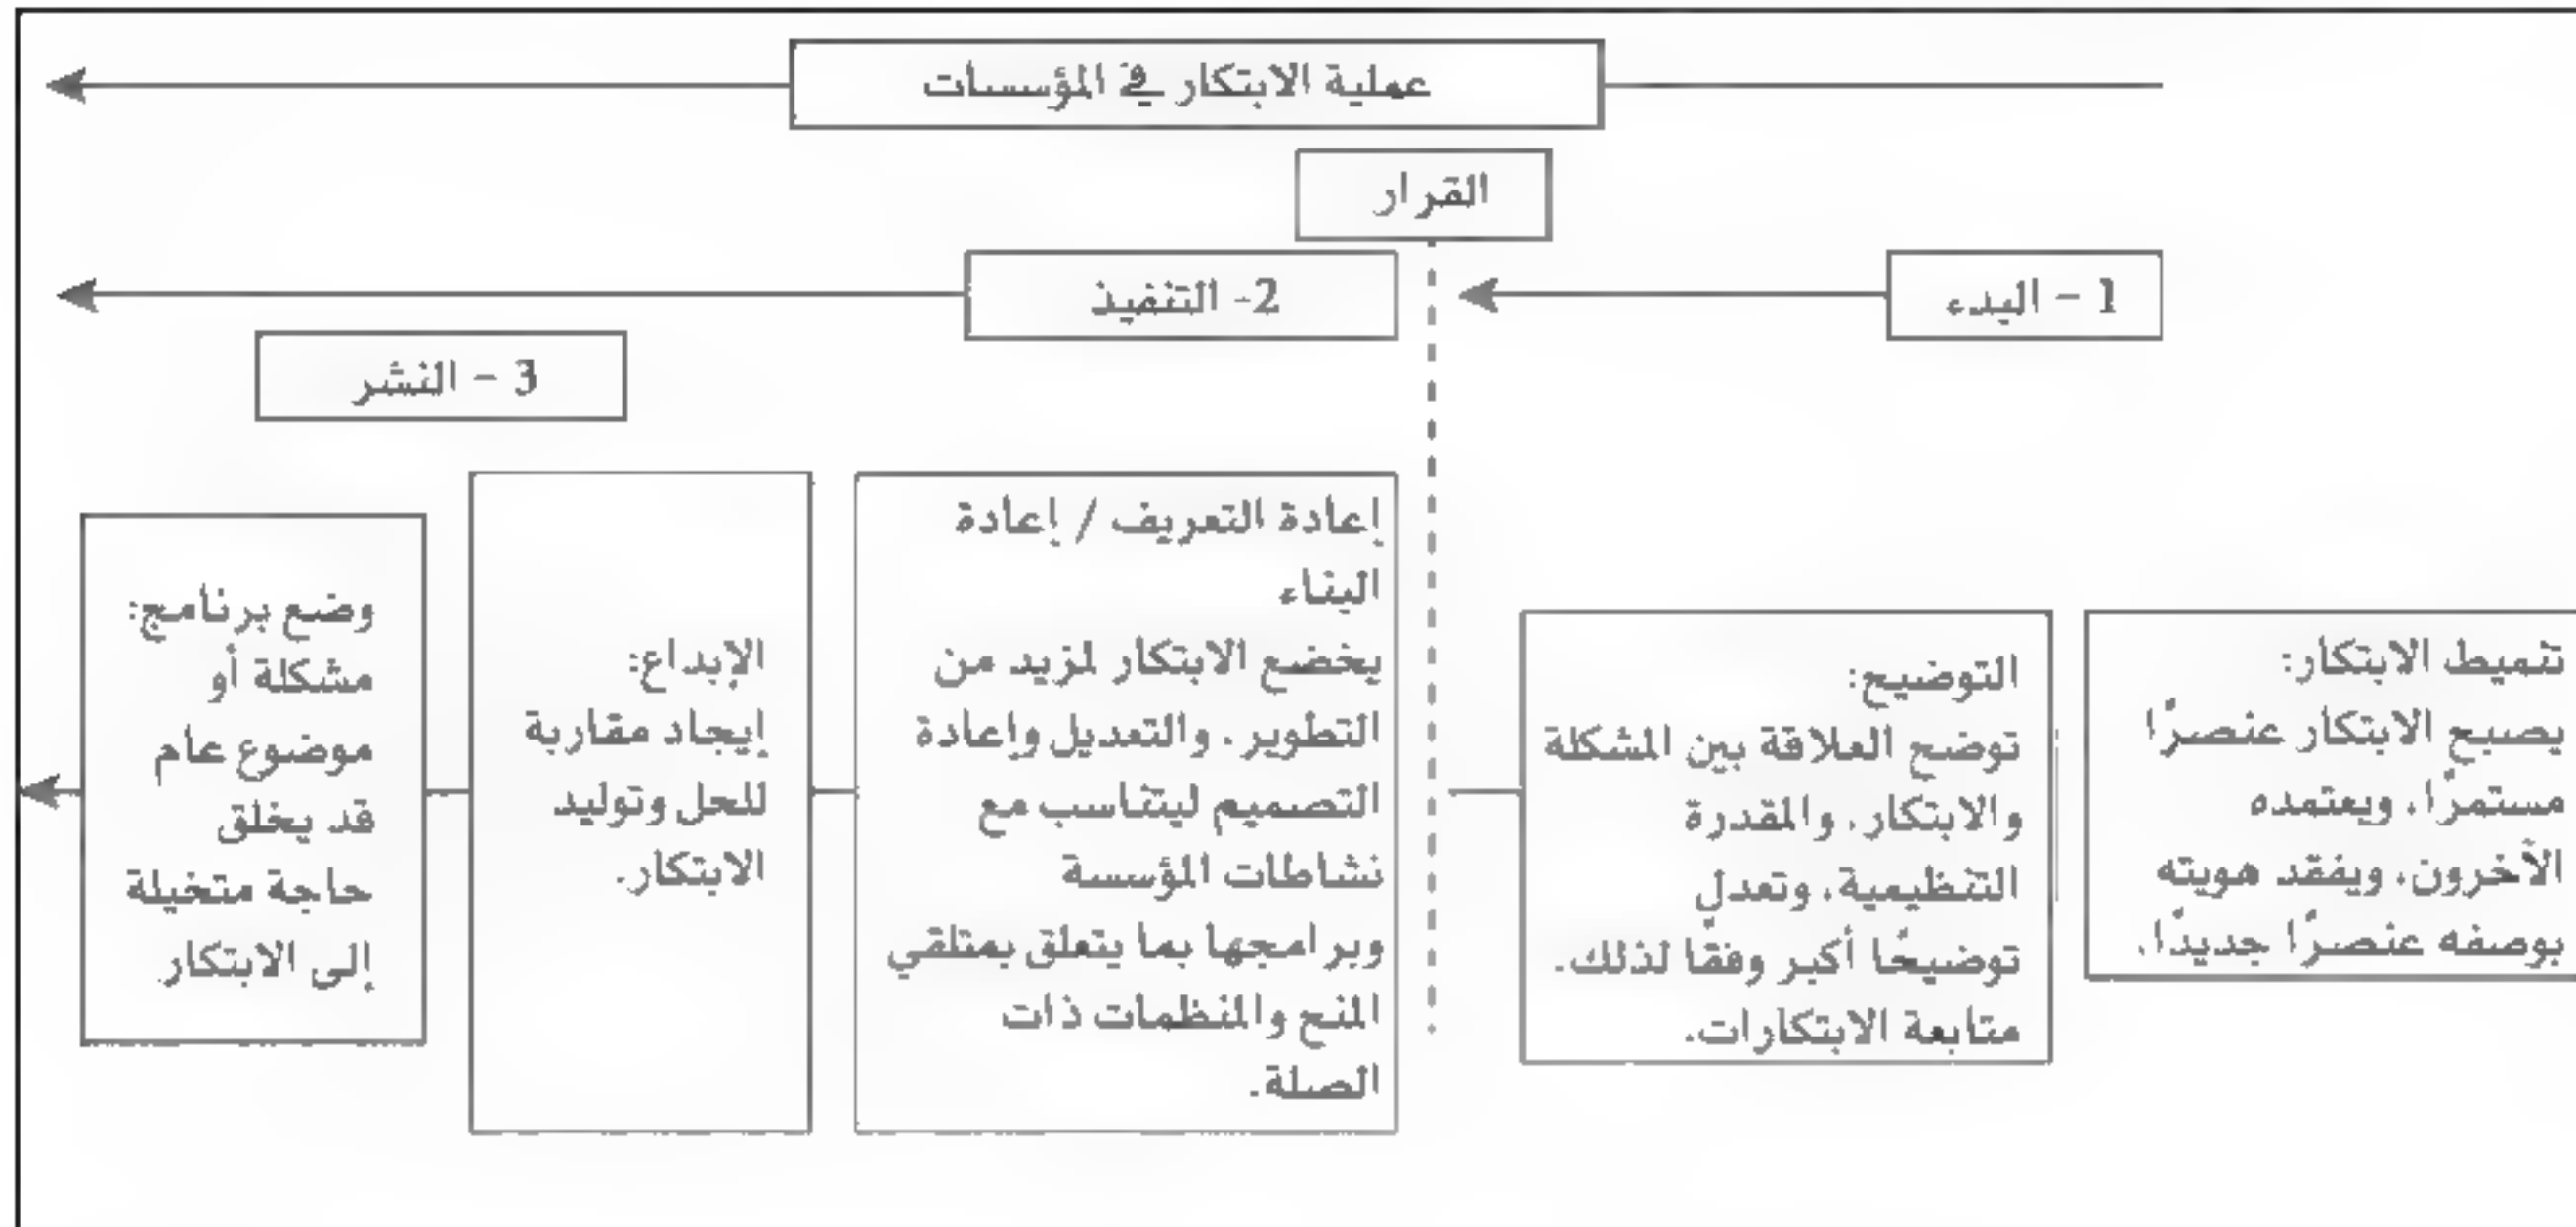 عملية الابتكار في المؤسسات
القرار
1 – البدء
2- التنفيذ
3 – النشر
تنميط الابتكار:
يصبح الابتكار عنصرًا
مستمرًا، ويعتمده
الآخرون، ويفقد هويته
بوصفه عنصرًا جديدًا.
التوضيح:
توضح العلاقة بين المشكلة
والابتكار، والمقدرة
التنظيمية، وتعدل
توضيحًا أكبر وفقًا لذلك.
متابعة الابتكارات.
إعادة التعريف / إعادة
البناء
يخضع الابتكار لمزيد من
التطوير، والتعديل وإعادة
التصميم ليتناسب مع
نشاطات المؤسسة
وبرامجها بما يتعلق بمتلقي
المنح والمنظمات ذات
الصلة.
الإبداع:
إيجاد مقاربة
للحل وتوليد
الابتكار.
وضع برنامج:
مشكلة أو
موضوع عام
قد يخلق
حاجة متخيلة
إلى الابتكار